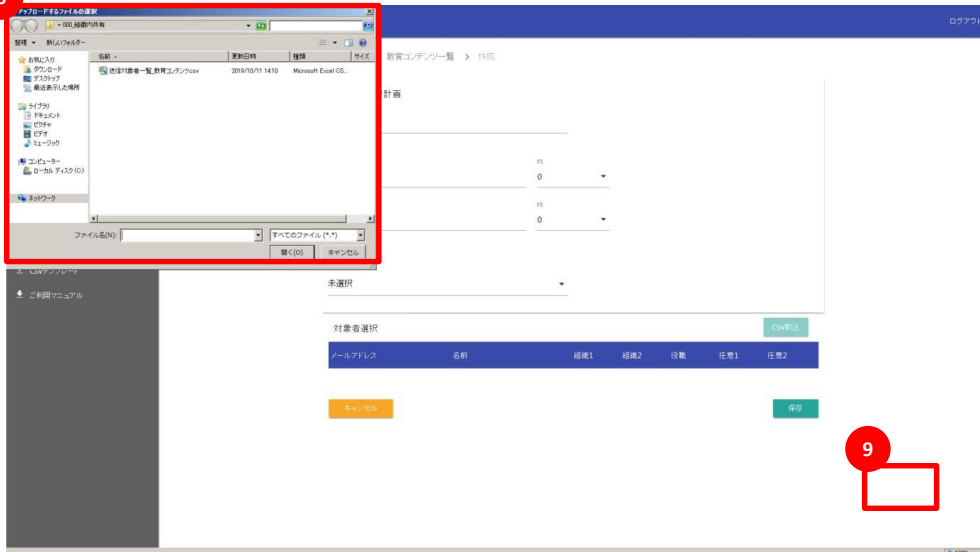 アップロードするファイルの選択
ログアウト
000_組織内共有
整理 新しいフォルダー
お気に入り
ダウンロード
デスクトップ
最近表示した場所
ライブラリ
ドキュメント
ピクチャ
ビデオ
ミュージック
コンピューター
ローカル ディスク (C:)
ネットワーク
名前 更新日時 種類 サイズ
送信対象者一覧_教育コンテンツ.csv 2019/10/11 14:10 Microsoft Excel CS...
ファイル名(N): すべてのファイル (*.*)
開く(O) キャンセル
教育コンテンツ一覧 > 作成
計画
0
0
CSVテンプレート
ご利用マニュアル
未選択
対象者選択 CSV取込
メールアドレス 名前 組織1 組織2 役職 任意1 任意2
キャンセル 保存
9